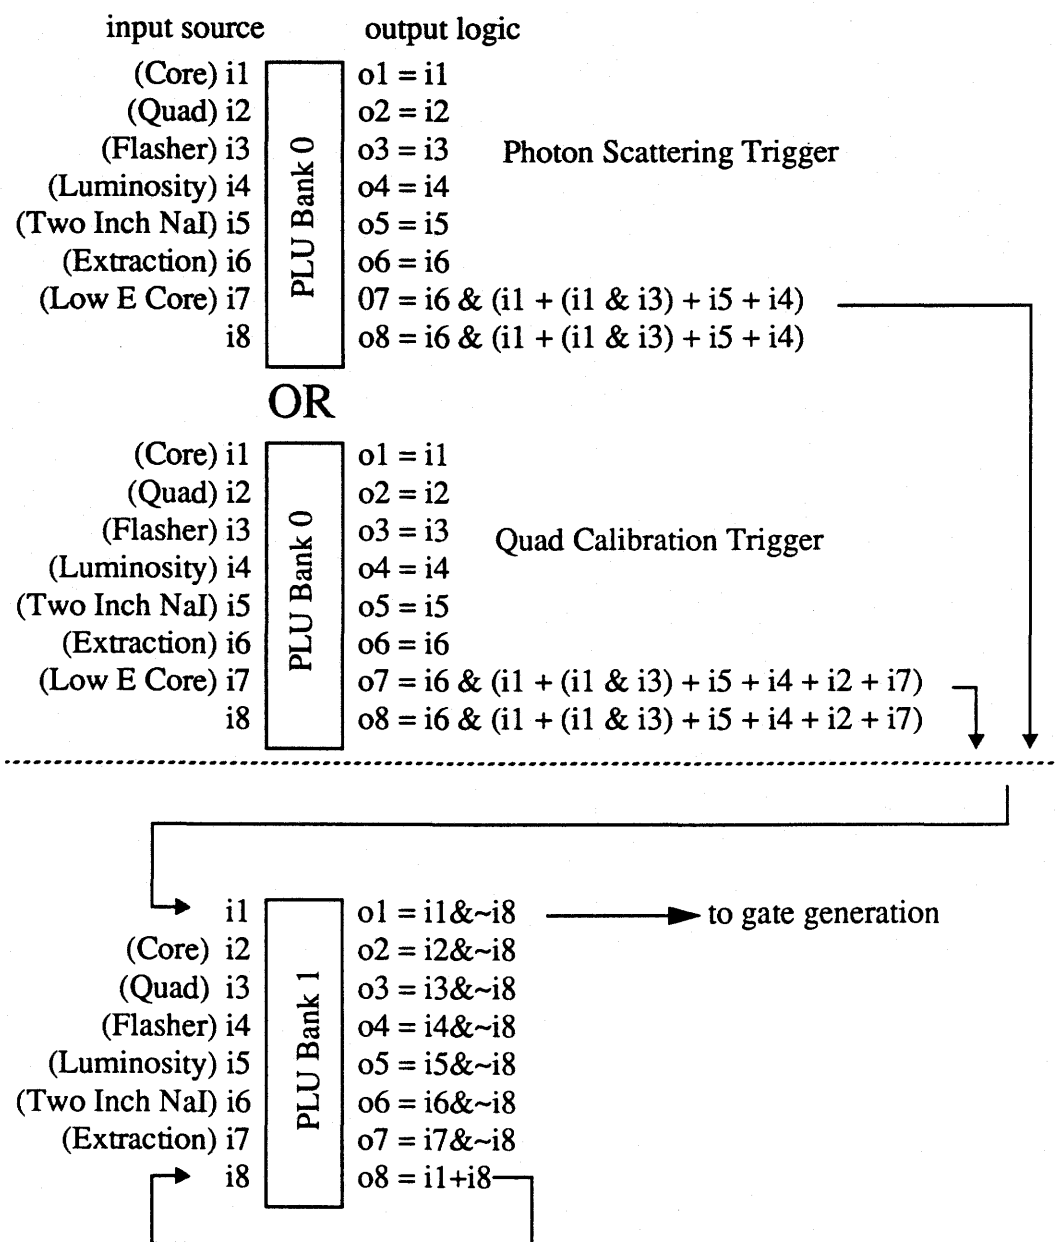 input source output logic
(Core) i1 o1 = i1
(Quad) i2 o2 = i2
(Flasher) i3 o3 = i3 Photon Scattering Trigger
(Luminosity) i4 o4 = i4
(Two Inch NaI) i5 o5 = i5
(Extraction) i6 o6 = i6
(Low E Core) i7 07 = i6 & (i1 + (i1 & i3) + i5 + i4)
i8 o8 = i6 & (i1 + (i1 & i3) + i5 + i4)
PLU Bank 0
OR
(Core) i1 o1 = i1
(Quad) i2 o2 = i2
(Flasher) i3 o3 = i3 Quad Calibration Trigger
(Luminosity) i4 o4 = i4
(Two Inch NaI) i5 o5 = i5
(Extraction) i6 o6 = i6
(Low E Core) i7 o7 = i6 & (i1 + (i1 & i3) + i5 + i4 + i2 + i7)
i8 o8 = i6 & (i1 + (i1 & i3) + i5 + i4 + i2 + i7)
PLU Bank 0
i1 o1 = i1&~i8 to gate generation
(Core) i2 o2 = i2&~i8
(Quad) i3 o3 = i3&~i8
(Flasher) i4 o4 = i4&~i8
(Luminosity) i5 o5 = i5&~i8
(Two Inch NaI) i6 o6 = i6&~i8
(Extraction) i7 o7 = i7&~i8
i8 o8 = i1+i8
PLU Bank 1